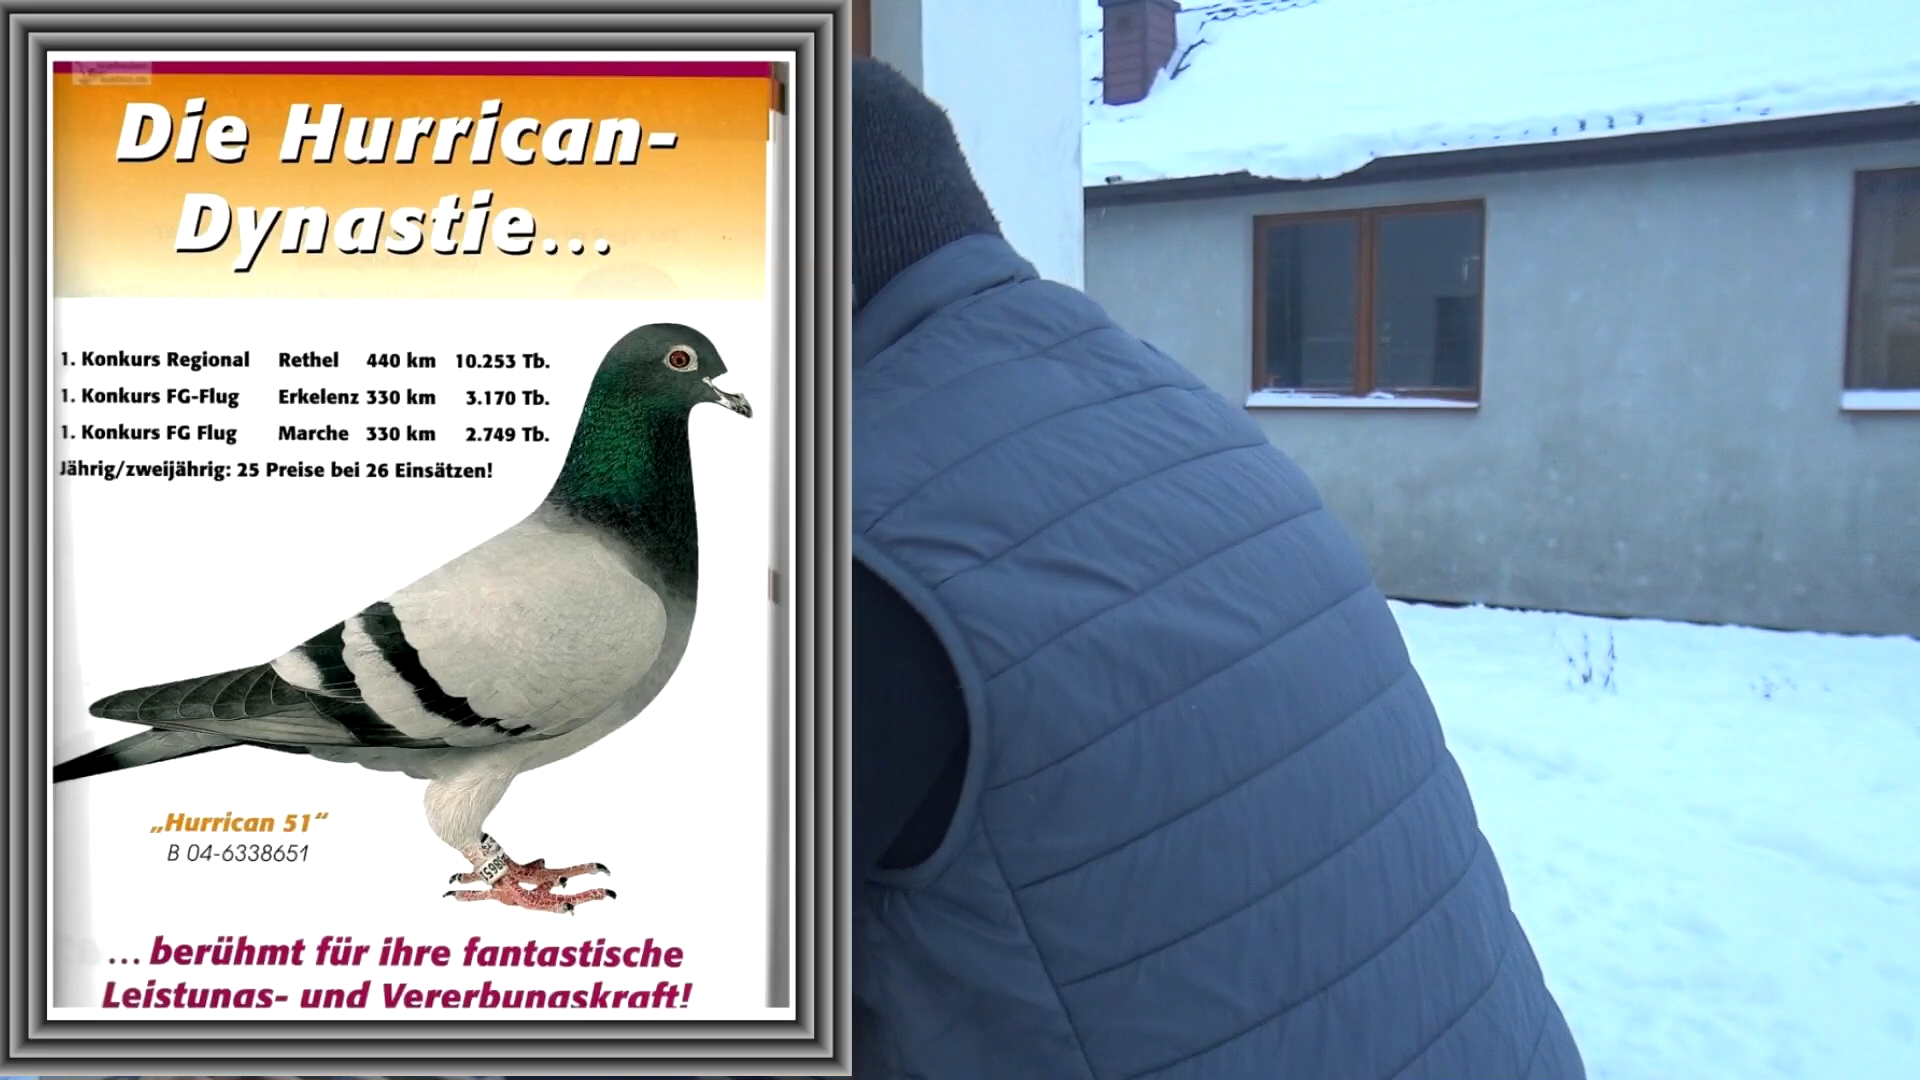 Die Hurrican-
Dynastie...
1. Konkurs Regional Rethel 440 km 10.253 Tb.
1. Konkurs FG-Flug Erkelenz 330 km 3.170 Tb.
1. Konkurs FG Flug Marche 330 km 2.749 Tb.
Jährig/zweijährig: 25 Preise bei 26 Einsätzen!
„Hurrican 51“
B 04-6338651
... berühmt für ihre fantastische
Leistungs- und Vererbungskraft!